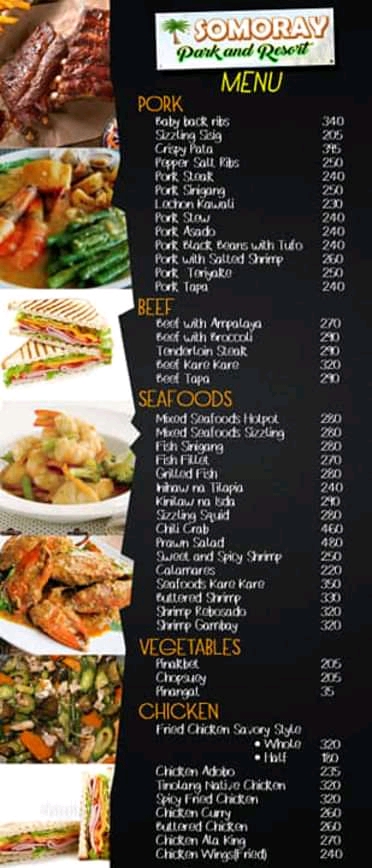 SOMORAY
Park and Resort
MENU
PORK
Baby back ribs 340
Sizzling Sisig 205
Crispy Pata 395
Pepper Salt Ribs 250
Pork Steak 240
Pork Sinigang 250
Lechon Kawali 230
Pork Stew 240
Pork Asado 240
Pork Black Beans with Tufo 240
Pork with Salted Shrimp 260
Pork Teriyake 250
Pork Tapa 240
BEEF
Beef with Ampalaya 270
Beef with Broccoli 290
Tenderloin Steak 290
Beef Kare Kare 320
Beef Tapa 290
SEAFOODS
Mixed Seafoods Hotpot 280
Mixed Seafoods Sizzling 280
Fish Sinigang 280
Fish Fillet 270
Grilled Fish 280
Inihaw na Tilapia 240
Kinilaw na Isda 290
Sizzling Squid 280
Chili Crab 460
Prawn Salad 480
Sweet and Spicy Shrimp 250
Calamares 220
Seafoods Kare Kare 350
Buttered Shrimp 330
Shrimp Rebosado 320
Shrimp Gambay 320
VEGETABLES
Pinakbet 205
Chopsuey 205
Pinangat 35
CHICKEN
Fried Chicken Savory Style
• Whole 320
• Half 180
Chicken Adobo 235
Tinolang Native Chicken 320
Spicy Fried Chicken 320
Chicken Curry 260
Buttered Chicken 260
Chicken Ala King 270
Chicken Wings(Fried) 240